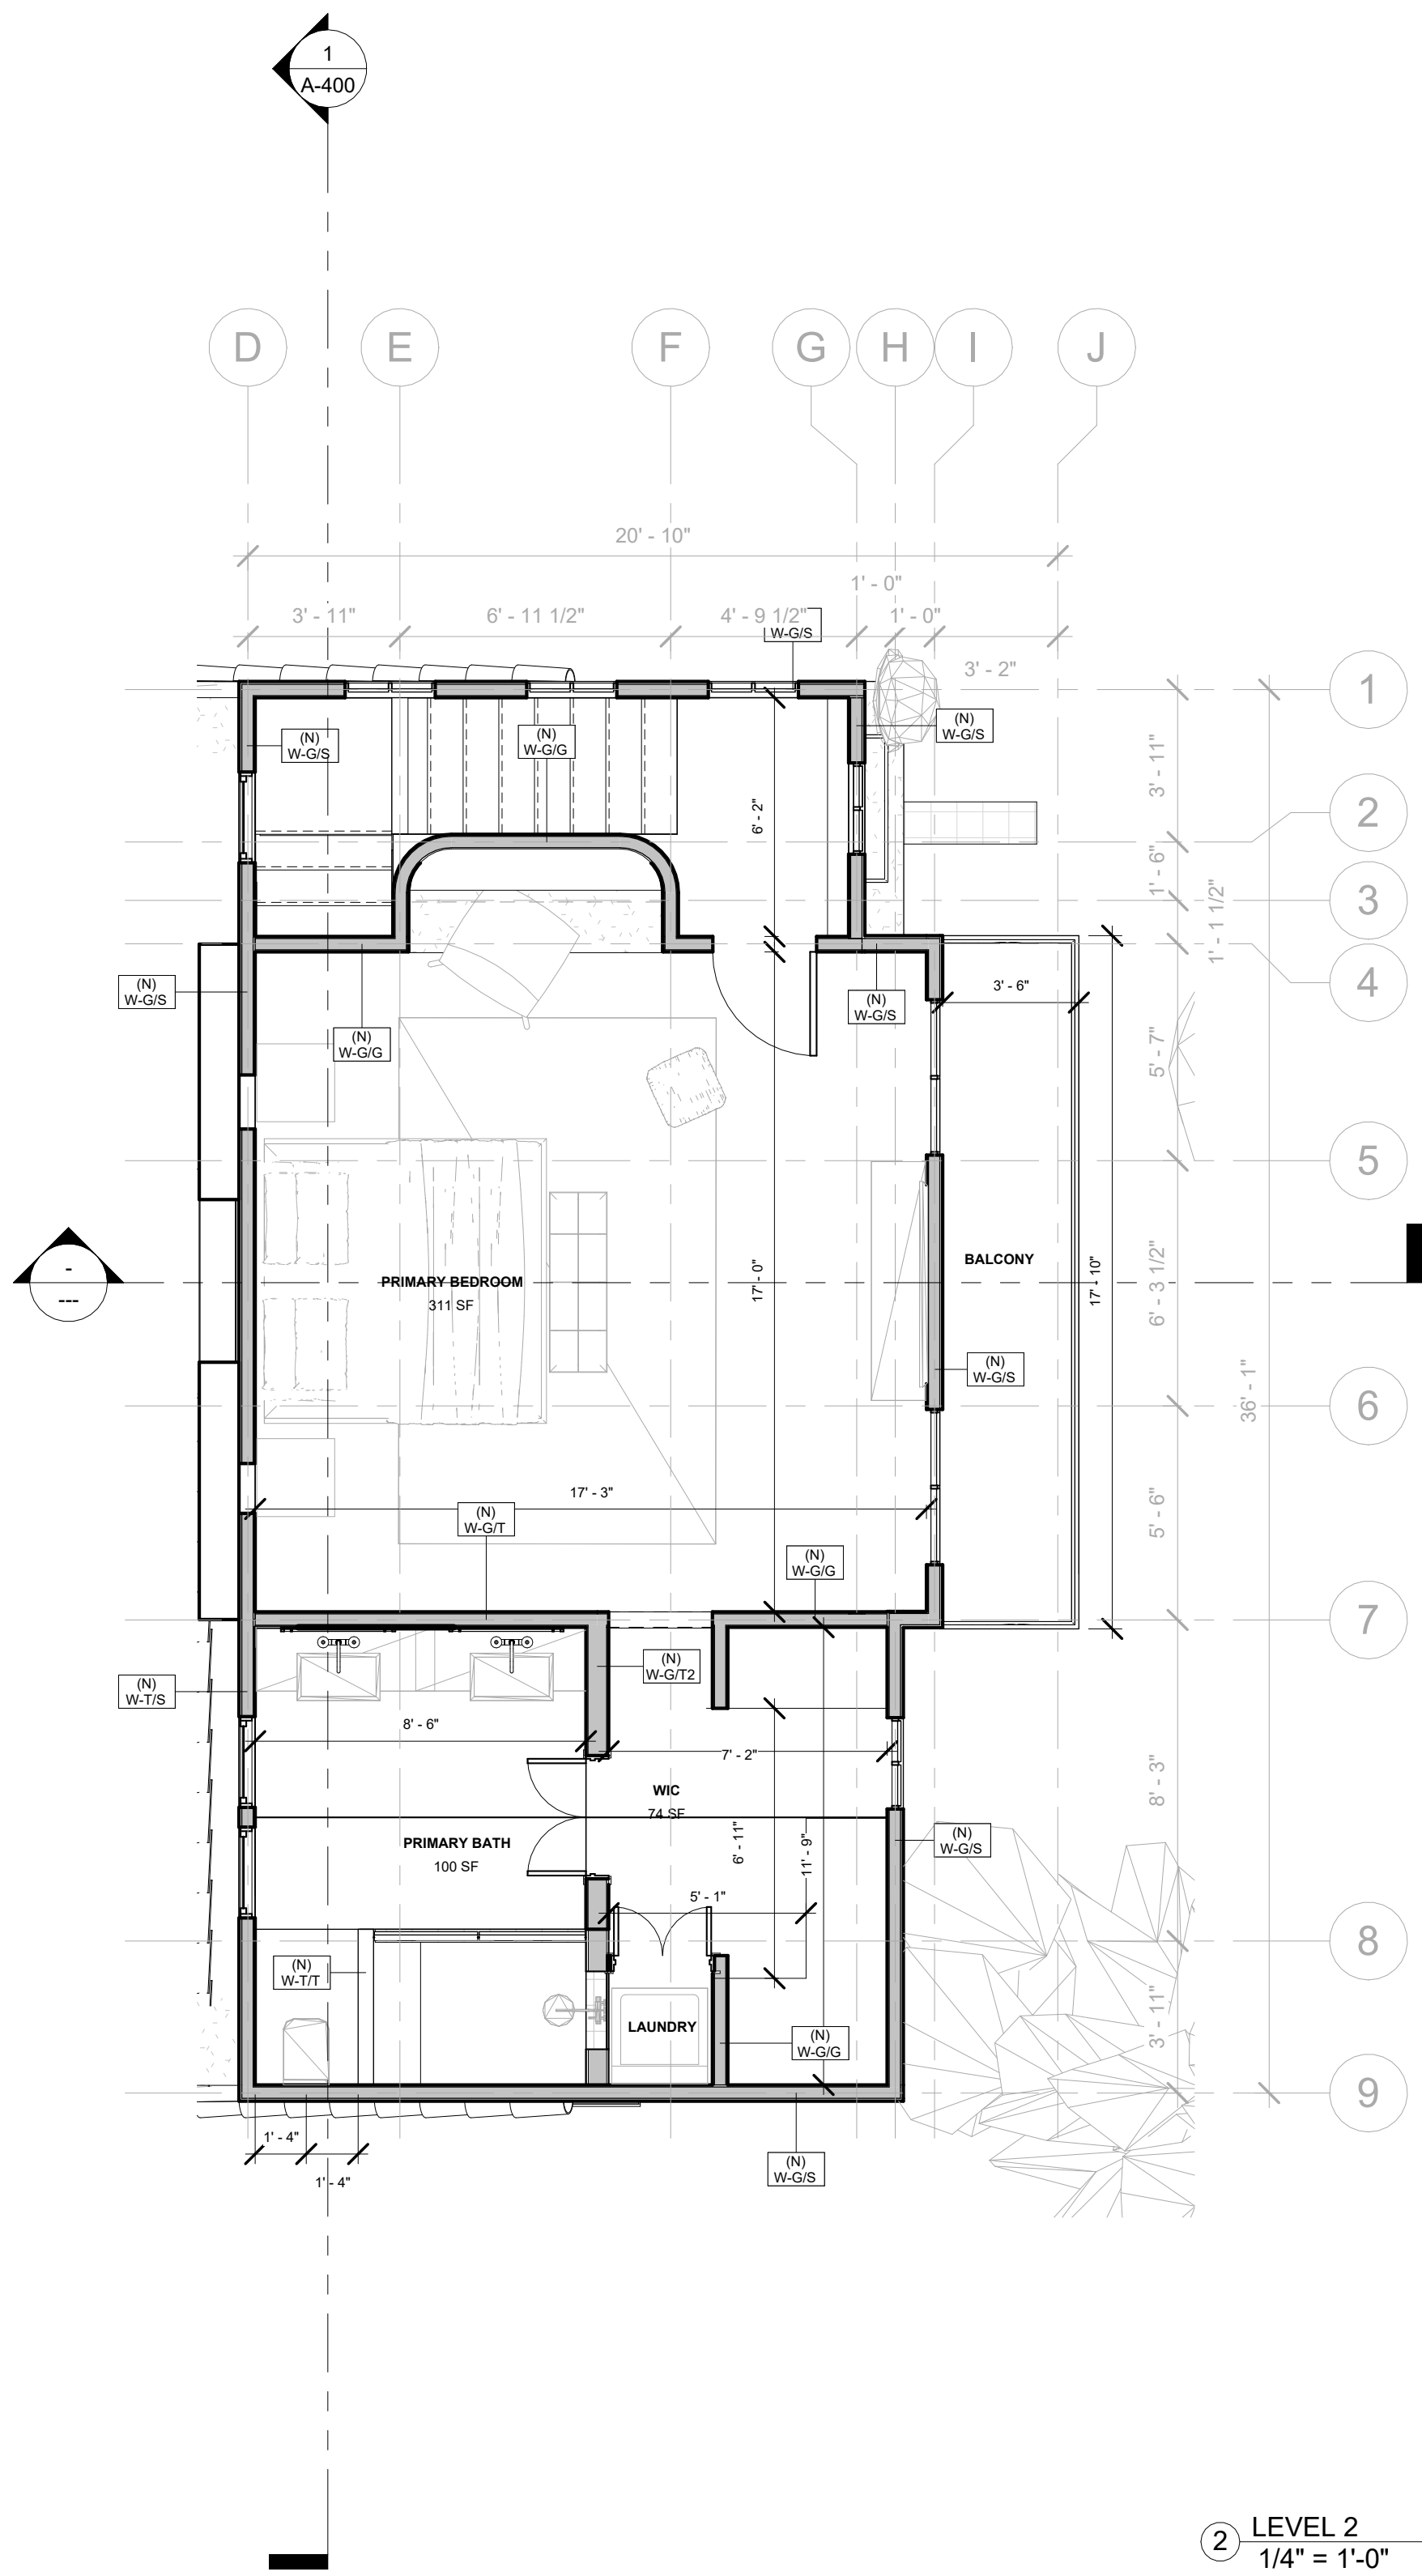 1
A-400
D E F G H I J
20' - 10"
1' - 0"
3' - 11" 6' - 11 1/2" 4' - 9 1/2" 1' - 0"
W-G/S
3' - 2"
1
(N)
W-G/S
(N)
W-G/G
(N)
W-G/S
3' - 11"
2
6' - 2"
1' - 6"
3
1' - 1 1/2"
4
(N)
W-G/S
(N)
W-G/G
(N)
W-G/S
3' - 6"
5' - 7"
5
BALCONY
-
---
PRIMARY BEDROOM
311 SF
17' - 0"
17' - 10"
6' - 3 1/2"
(N)
W-G/S
36' - 1"
6
17' - 3"
(N)
W-G/T
5' - 6"
(N)
W-G/G
7
(N)
W-T/S
(N)
W-G/T2
8' - 6"
7' - 2"
WIC
74 SF
8' - 3"
PRIMARY BATH
100 SF
6' - 11"
11' - 9"
(N)
W-G/S
5' - 1"
8
(N)
W-T/T
LAUNDRY
(N)
W-G/G
3' - 11"
9
1' - 4"
1' - 4"
(N)
W-G/S
2
LEVEL 2
1/4" = 1'-0"